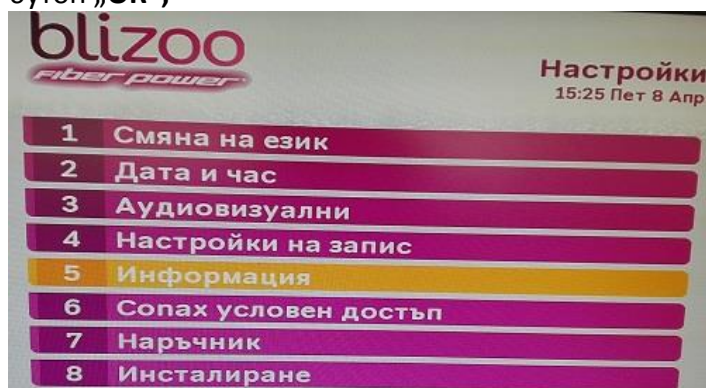 blizoo
Fiber power
Настройки
15:25 Пет 8 Апр
1 Смяна на език
2 Дата и час
3 Аудиовизуални
4 Настройки на запис
5 Информация
6 Conax условен достъп
7 Наръчник
8 Инсталиране